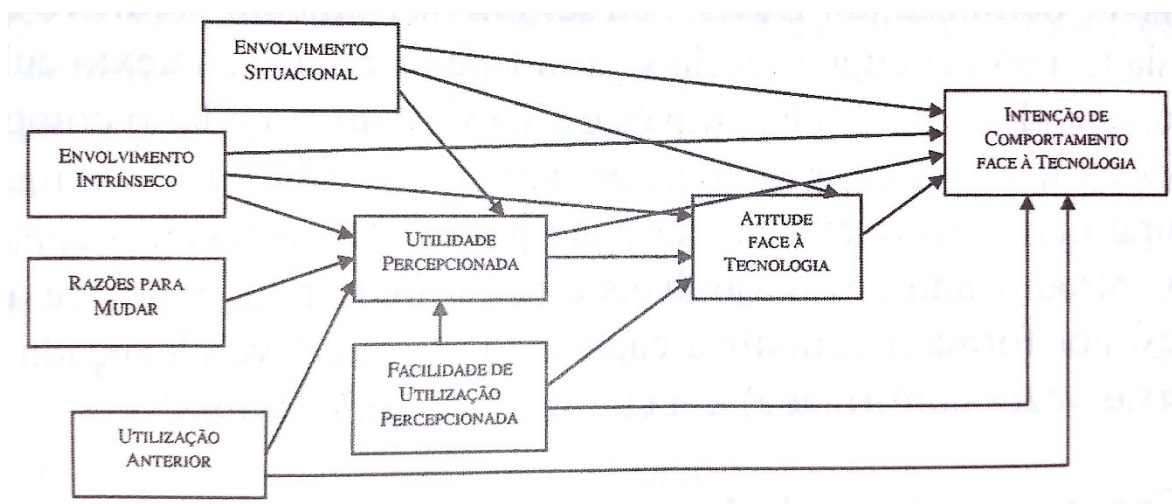 ENVOLVIMENTO
SITUACIONAL
INTENÇÃO DE
COMPORTAMENTO
FACE À TECNOLOGIA
ENVOLVIMENTO
INTRÍNSECO
UTILIDADE
PERCEPCIONADA
ATITUDE
FACE À
TECNOLOGIA
RAZÕES PARA
MUDAR
FACILIDADE DE
UTILIZAÇÃO
PERCEPCIONADA
UTILIZAÇÃO
ANTERIOR